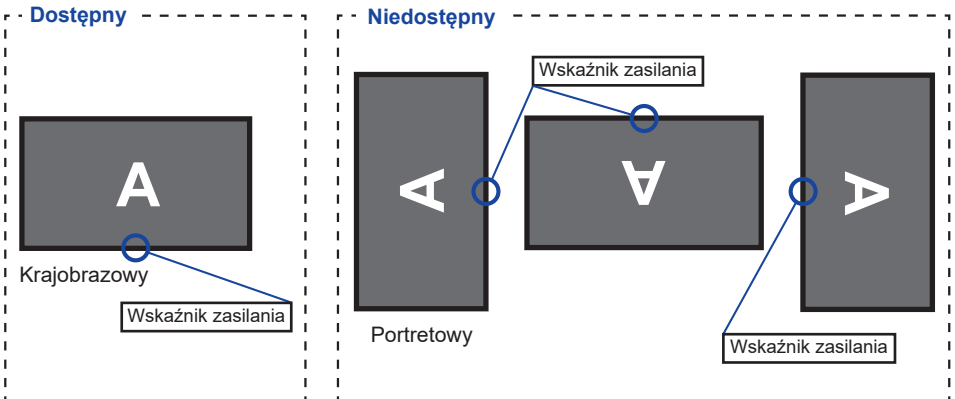 Dostępny
Niedostępny
Wskaźnik zasilania
A
A
A
A
Krajobrazowy
Wskaźnik zasilania
Portretowy
Wskaźnik zasilania